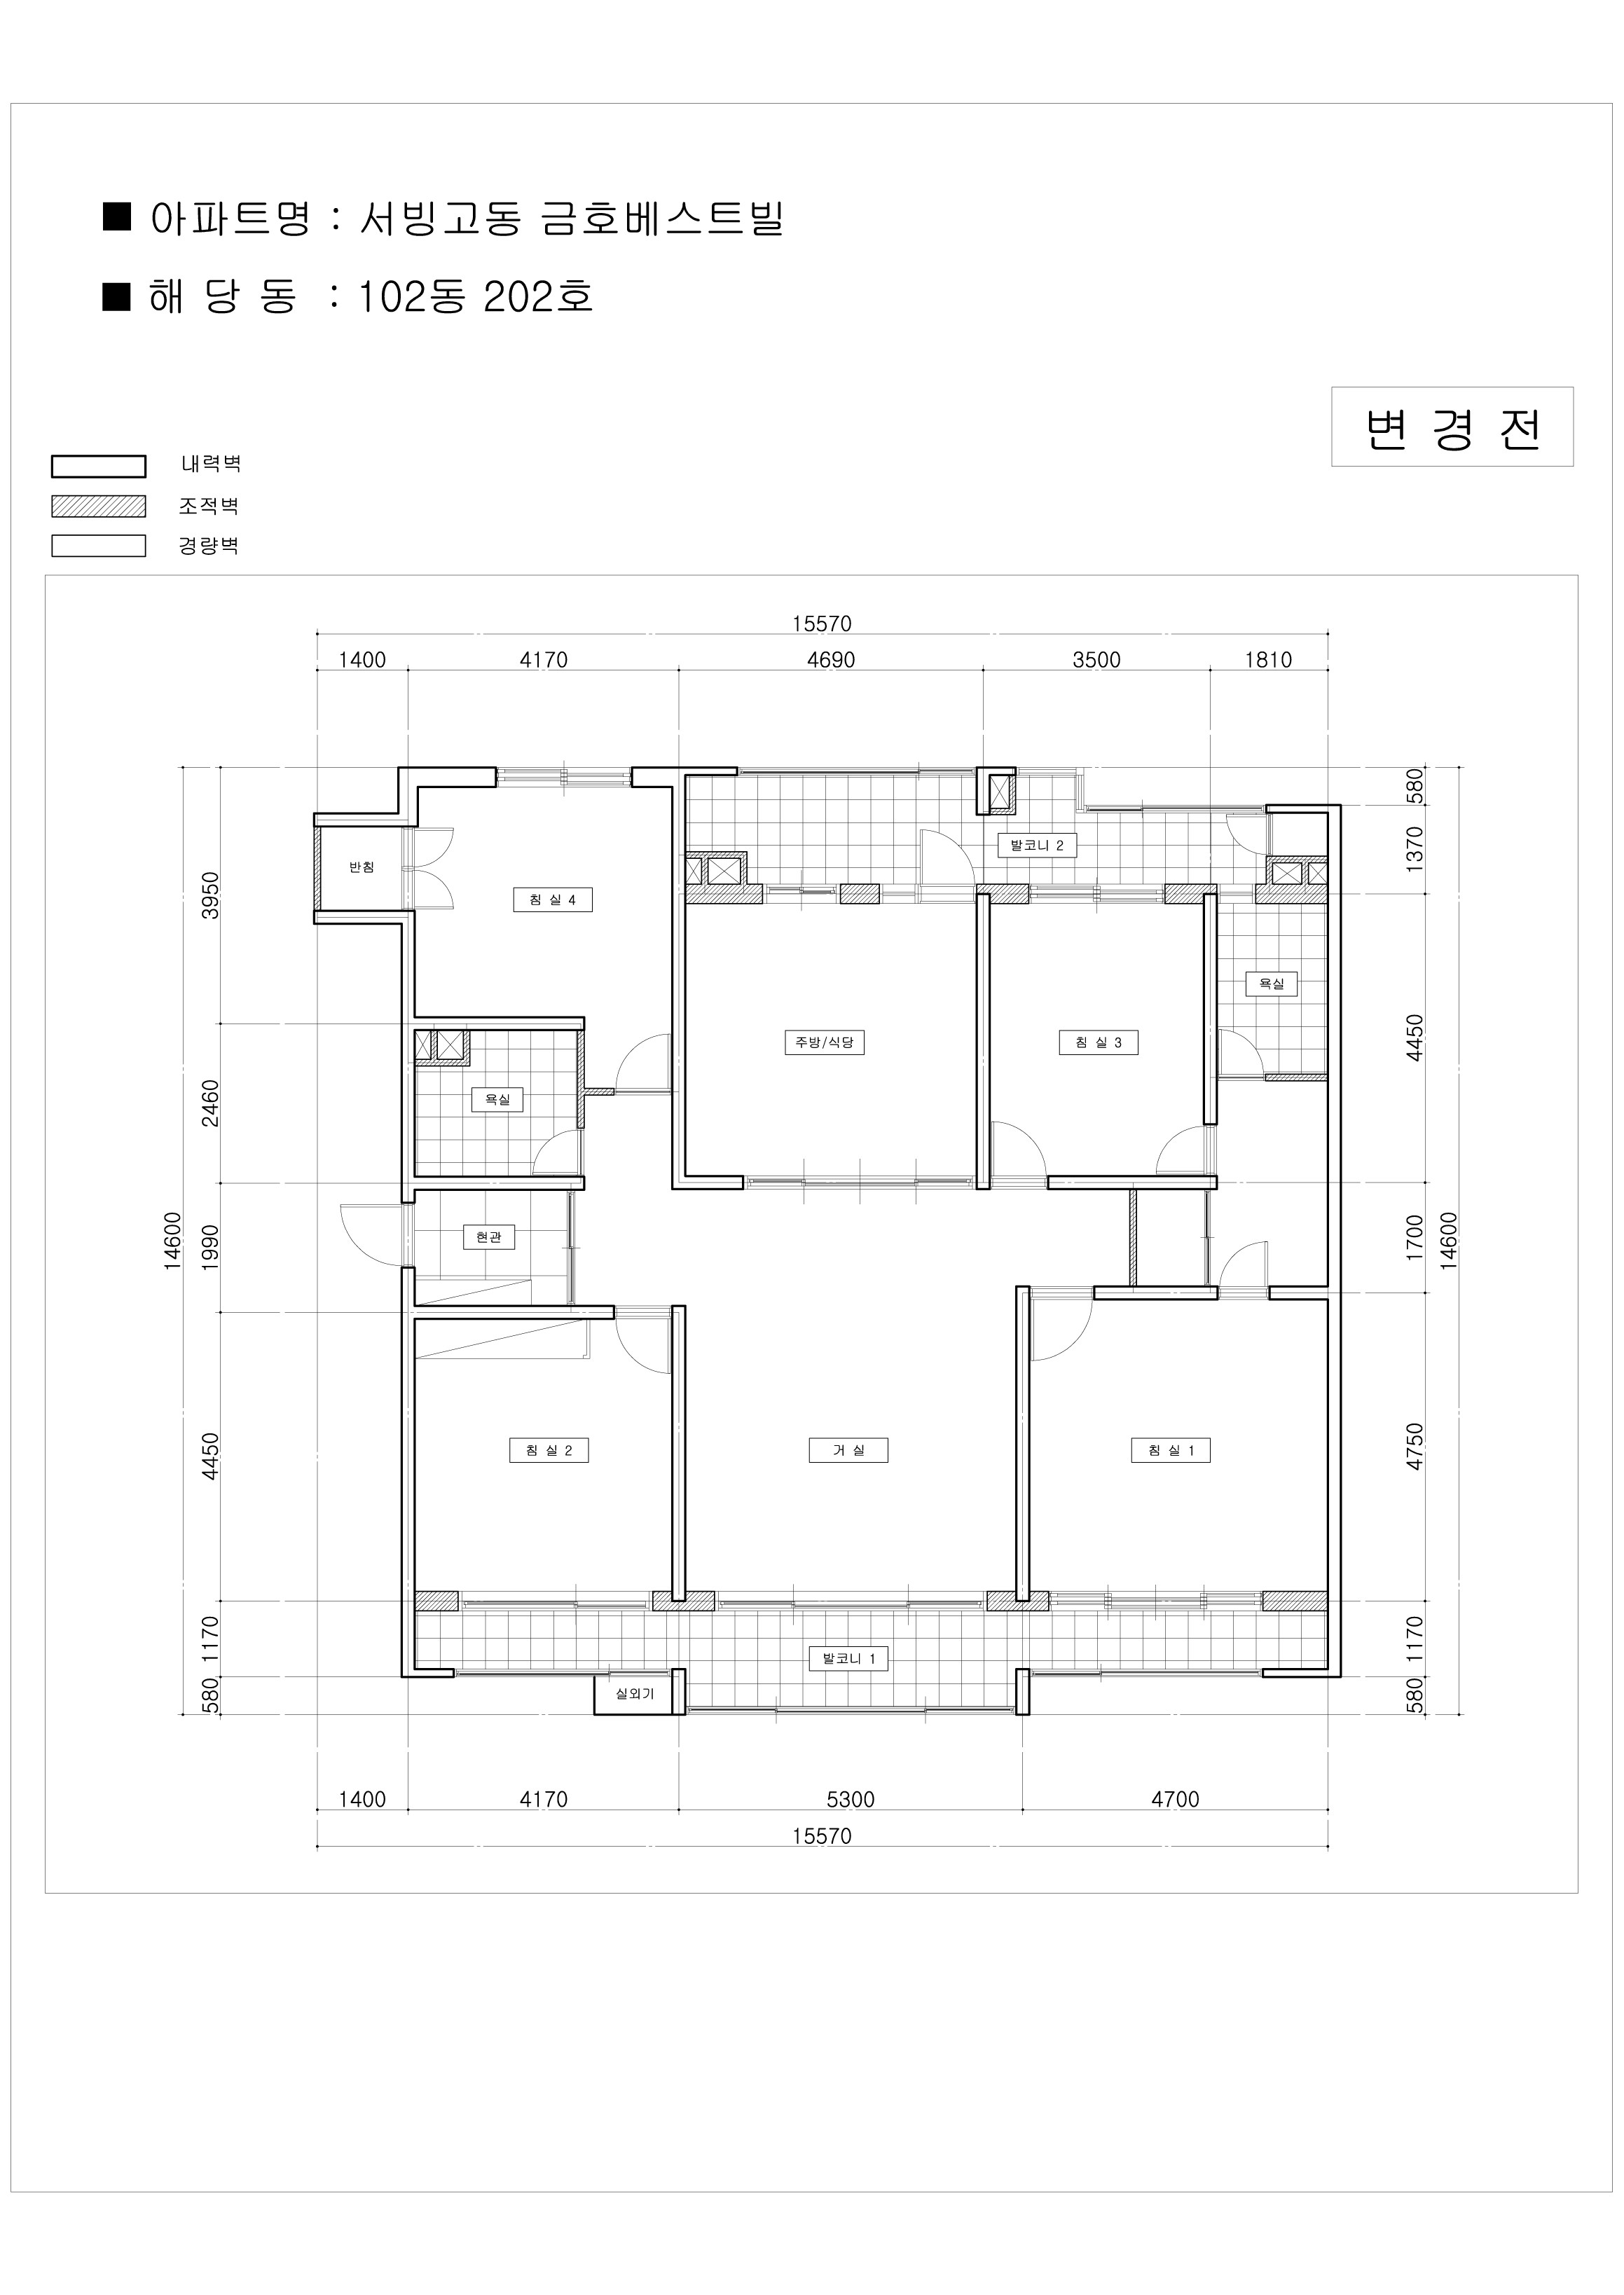 ■ 아파트명 : 서빙고동 금호베스트빌
■ 해 당 동 : 102동 202호
변 경 전
내력벽
조적벽
경량벽
15570
1400 4170 4690 3500 1810
580
1370
반침
발코니 2
침 실 4
3950
욕실
주방/식당
침 실 3
4450
욕실
2460
현관
14600
1990
1700
14600
침 실 2
거 실
침 실 1
4450
4750
1170
1170
발코니 1
실외기
580
580
1400 4170 5300 4700
15570